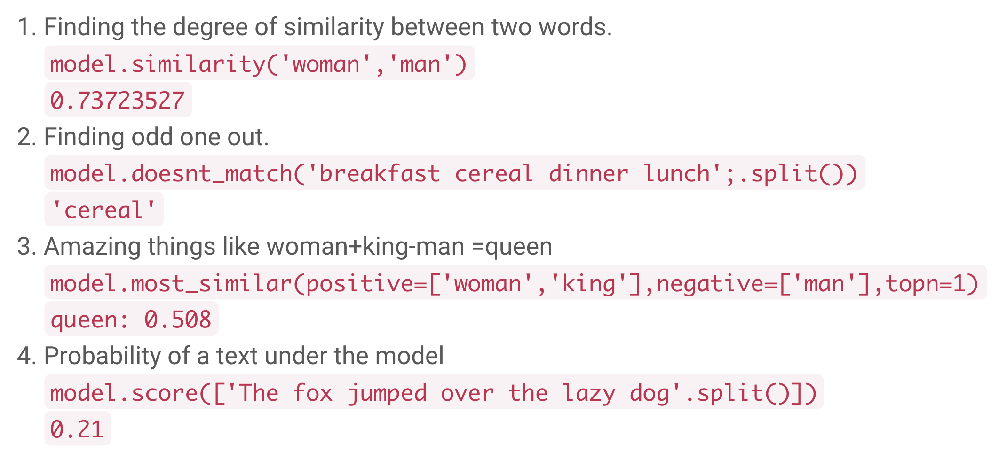 1. Finding the degree of similarity between two words.
model.similarity('woman','man')
0.73723527
2. Finding odd one out.
model.doesnt_match('breakfast cereal dinner lunch';.split())
'cereal'
3. Amazing things like woman+king-man =queen
model.most_similar(positive=['woman','king'],negative=['man'],topn=1)
queen: 0.508
4. Probability of a text under the model
model.score(['The fox jumped over the lazy dog'.split()])
0.21